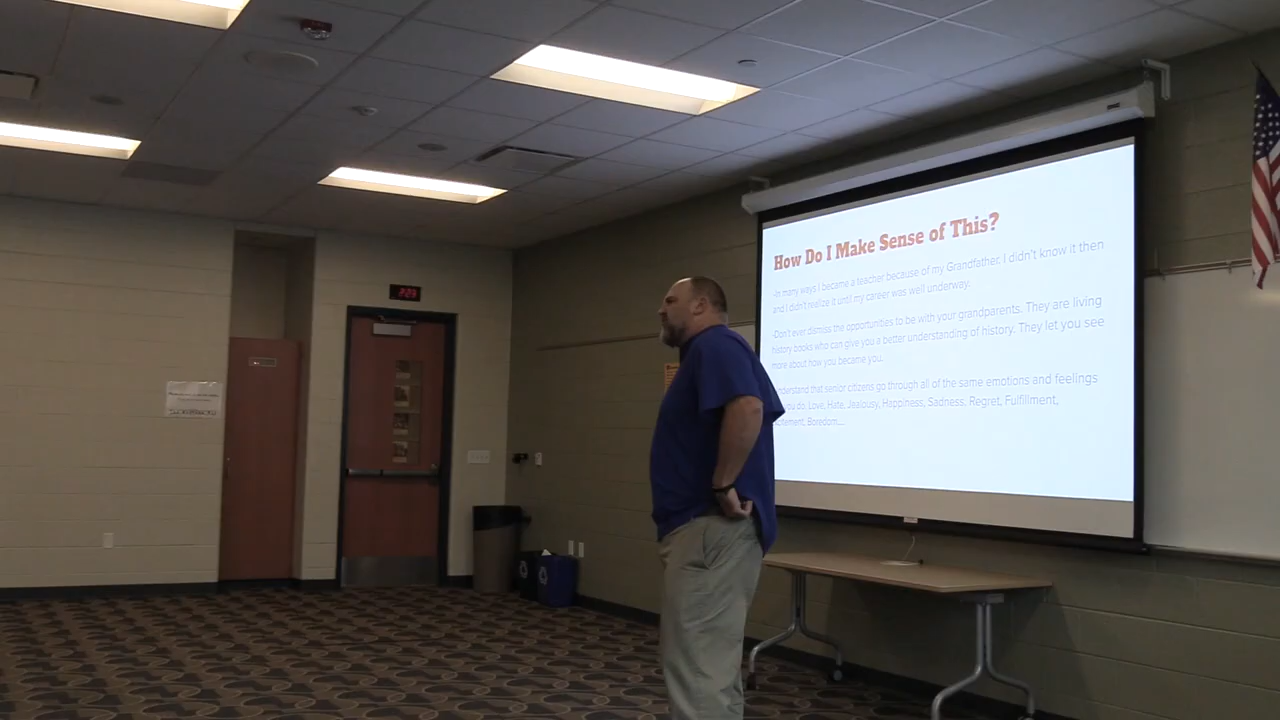 How Do I Make Sense of This?
-In many ways I became a teacher because of my Grandfather. I didn't know it then
and I didn't realize it until my career was well underway.
-Don't ever dismiss the opportunities to be with your grandparents. They are living
history books who can give you a better understanding of history. They let you see
more about how you became you.
that senior citizens go through all of the same emotions and feelings
you do. Love, Hate, Jealousy, Happiness, Sadness, Regret, Fulfillment,
Boredom....